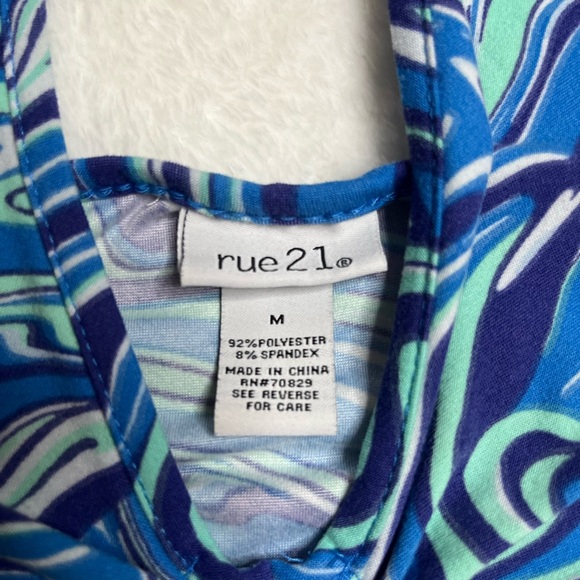 rue21®
M
92%POLYESTER
8% SPANDEX
MADE IN CHINA
RN#70829
SEE REVERSE
FOR CARE